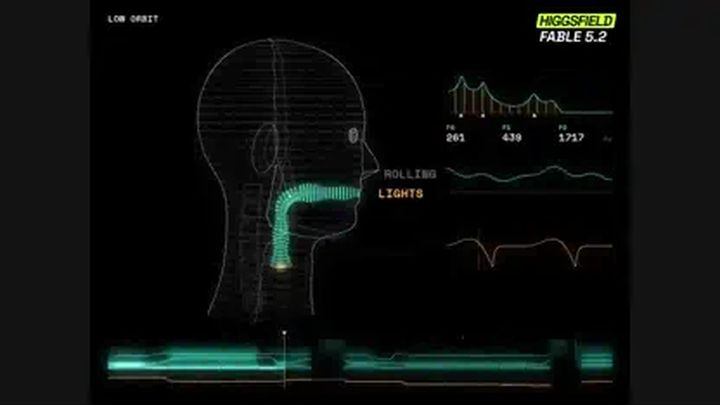 LOW ORBIT
HIGGSFIELD
FABLE 5.2
ROLLING
LIGHTS
F0 F1 F2
261 439 1717